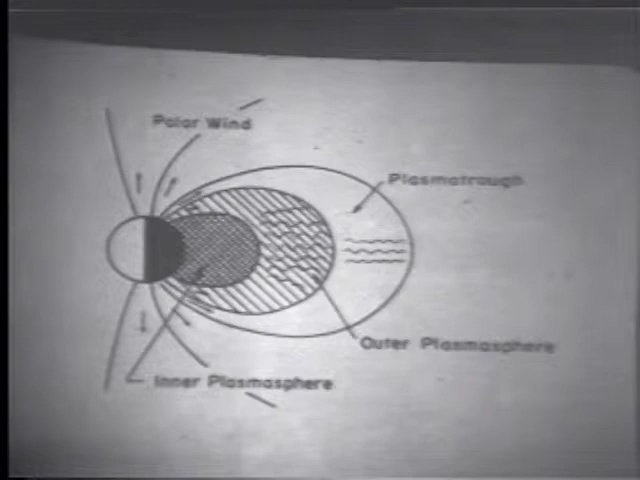 Polar Wind
Plasmatrough
Outer Plasmasphere
Inner Plasmasphere